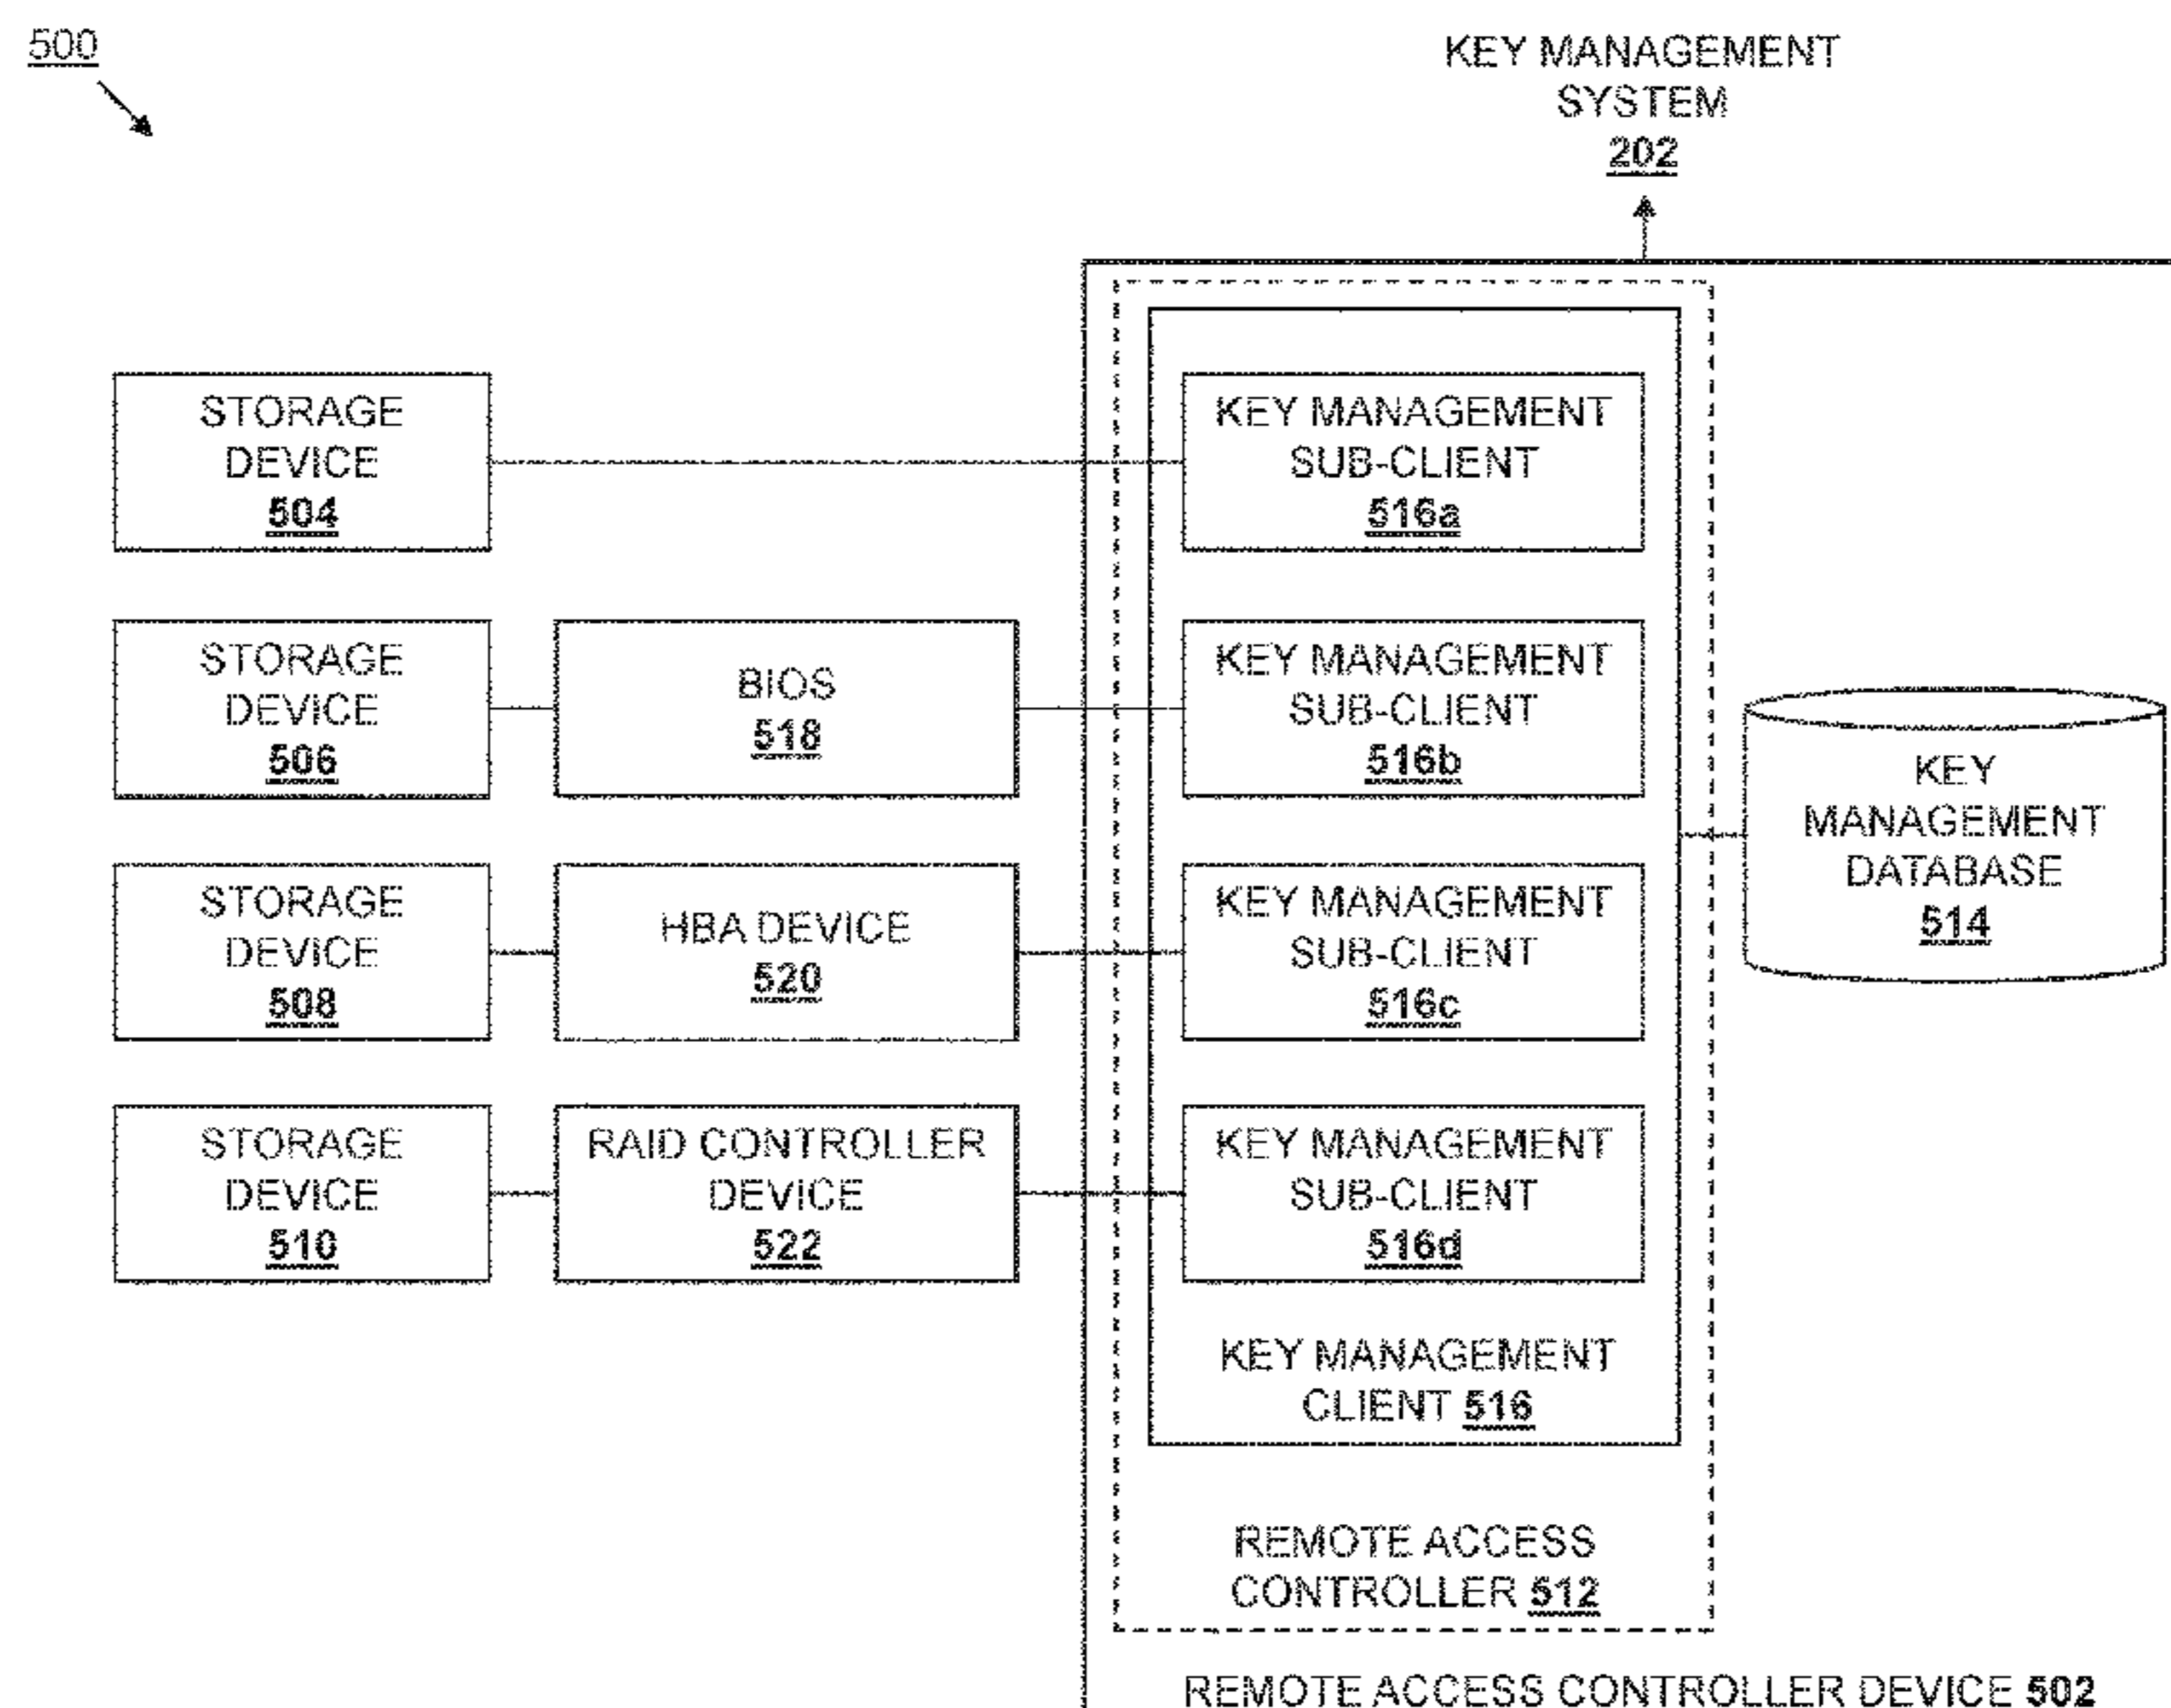 500
KEY MANAGEMENT
SYSTEM
202
STORAGE
DEVICE
504
KEY MANAGEMENT
SUB-CLIENT
516a
STORAGE
DEVICE
506
BIOS
518
KEY MANAGEMENT
SUB-CLIENT
516b
KEY
MANAGEMENT
DATABASE
514
STORAGE
DEVICE
508
HBA DEVICE
520
KEY MANAGEMENT
SUB-CLIENT
516c
STORAGE
DEVICE
510
RAID CONTROLLER
DEVICE
522
KEY MANAGEMENT
SUB-CLIENT
516d
KEY MANAGEMENT
CLIENT 516
REMOTE ACCESS
CONTROLLER 512
REMOTE ACCESS CONTROLLER DEVICE 502